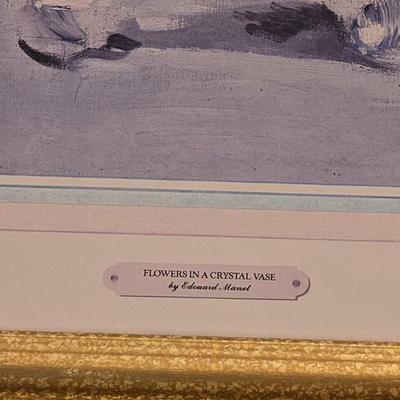 FLOWERS IN A CRYSTAL VASE
by Edouard Manet